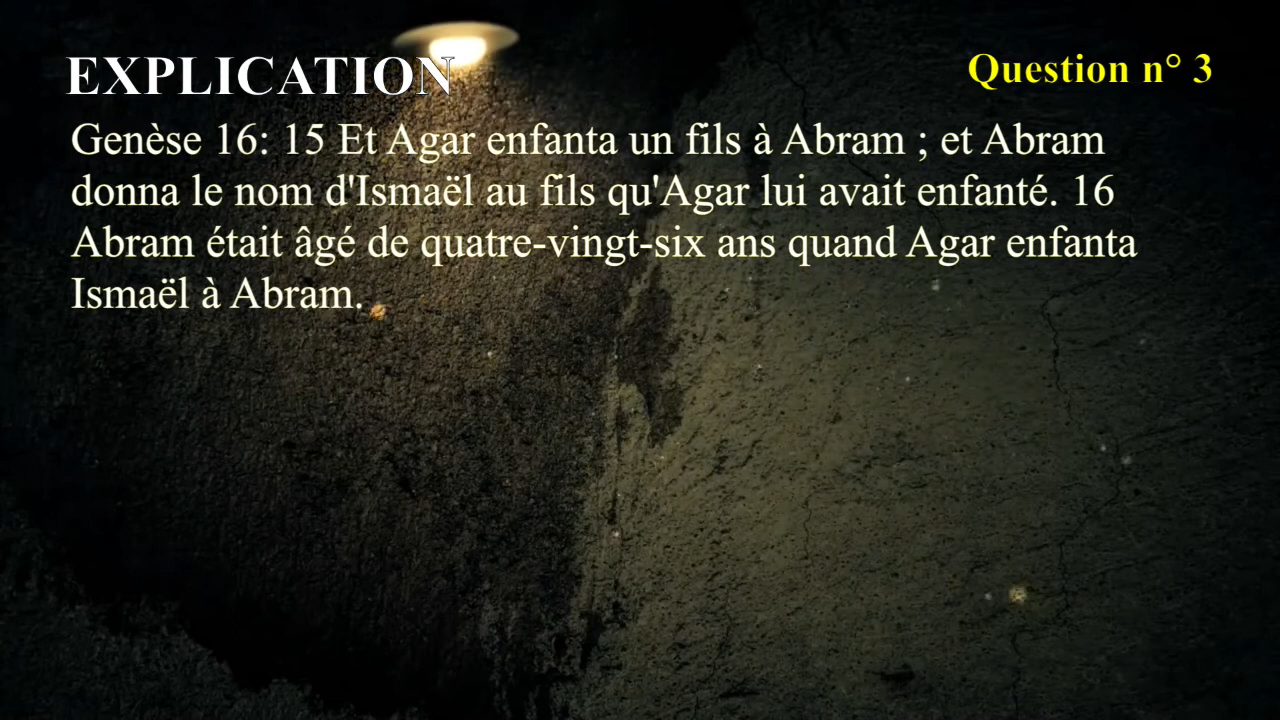 EXPLICATION
Question n° 3
Genèse 16: 15 Et Agar enfanta un fils à Abram ; et Abram
donna le nom d'Ismaël au fils qu'Agar lui avait enfanté. 16
Abram était âgé de quatre-vingt-six ans quand Agar enfanta
Ismaël à Abram.